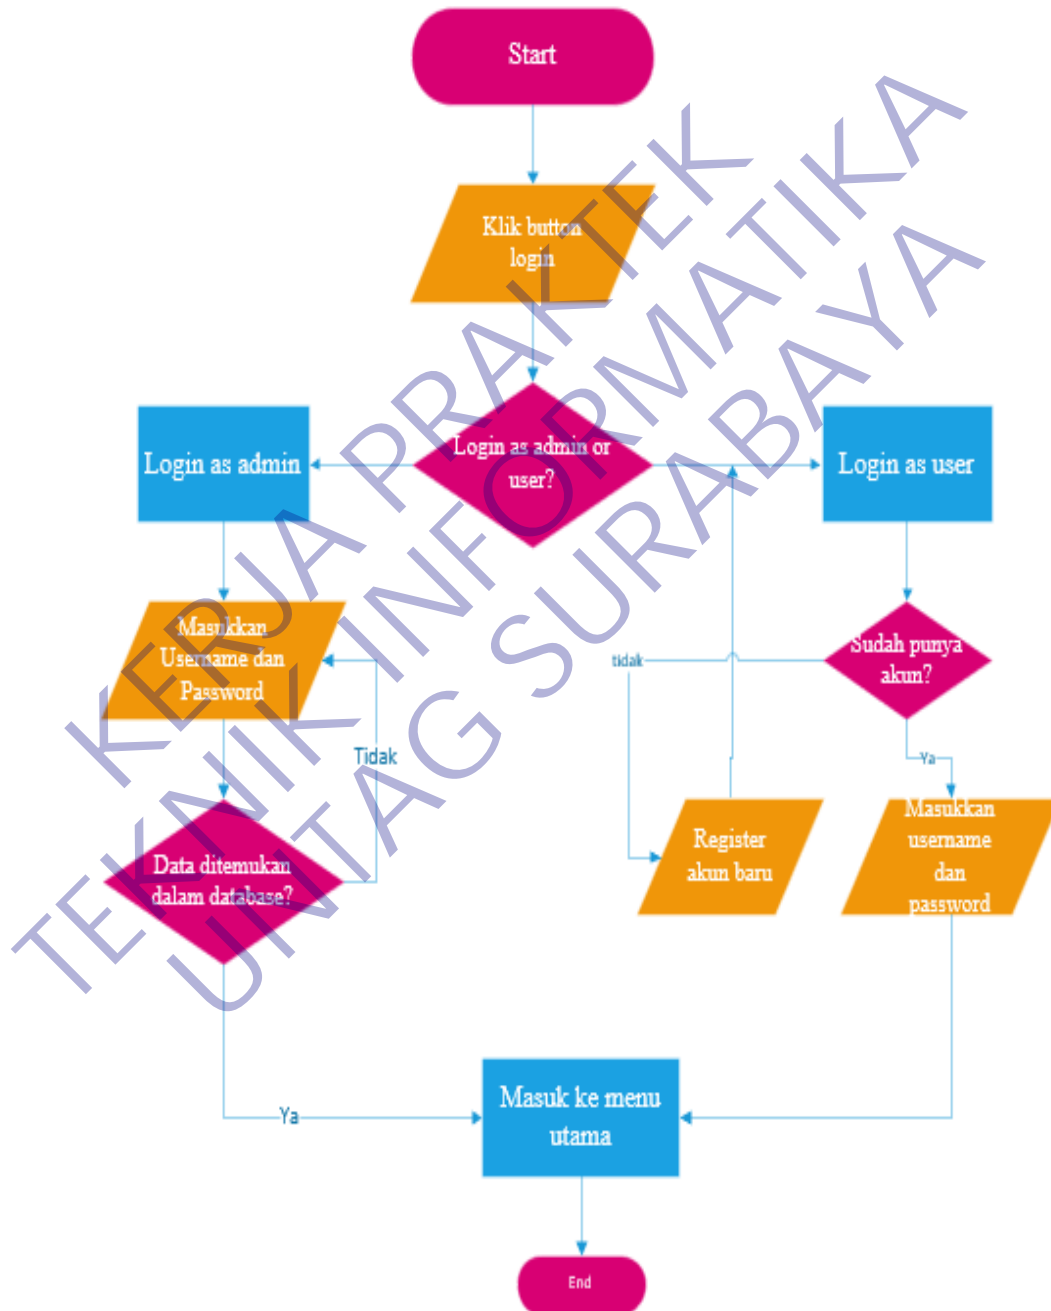 Start
Klik button
login
Login as admin or
user?
Login as admin
Login as user
Masukkan
Username dan
Password
Sudah punya
akun?
tidak
Tidak
Ya
Data ditemukan
dalam database?
Register
akun baru
Masukkan
username
dan
password
Ya
Masuk ke menu
utama
End
KERJA PRAKTEK
TEKNIK INFORMATIKA
UNTAG SURABAYA